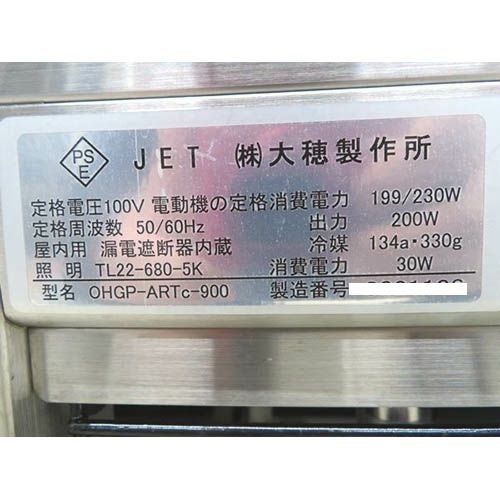 PS
E
JET ㈱大穂製作所
定格電圧100V 電動機の定格消費電力 199/230W
定格周波数 50/60Hz 出力 200W
屋内用 漏電遮断器内蔵 冷媒 134a･330g
照明 TL22-680-5K 消費電力 30W
型名 OHGP-ARTc-900 製造番号